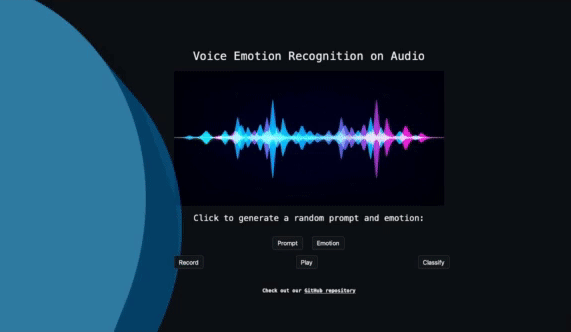 Voice Emotion Recognition on Audio
Click to generate a random prompt and emotion:
Prompt Emotion
Record Play Classify
Check out our GitHub repository